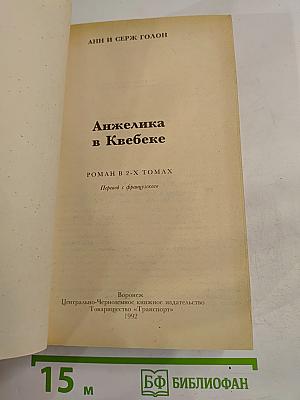 АНН И СЕРЖ ГОЛОН
Анжелика
в Квебеке
РОМАН В 2-Х ТОМАХ
Перевод с французского
Воронеж
Центрально-Черноземное книжное издательство
Товарищество «Транспорт»
1992
15 м
БФ БИБЛИОФАН